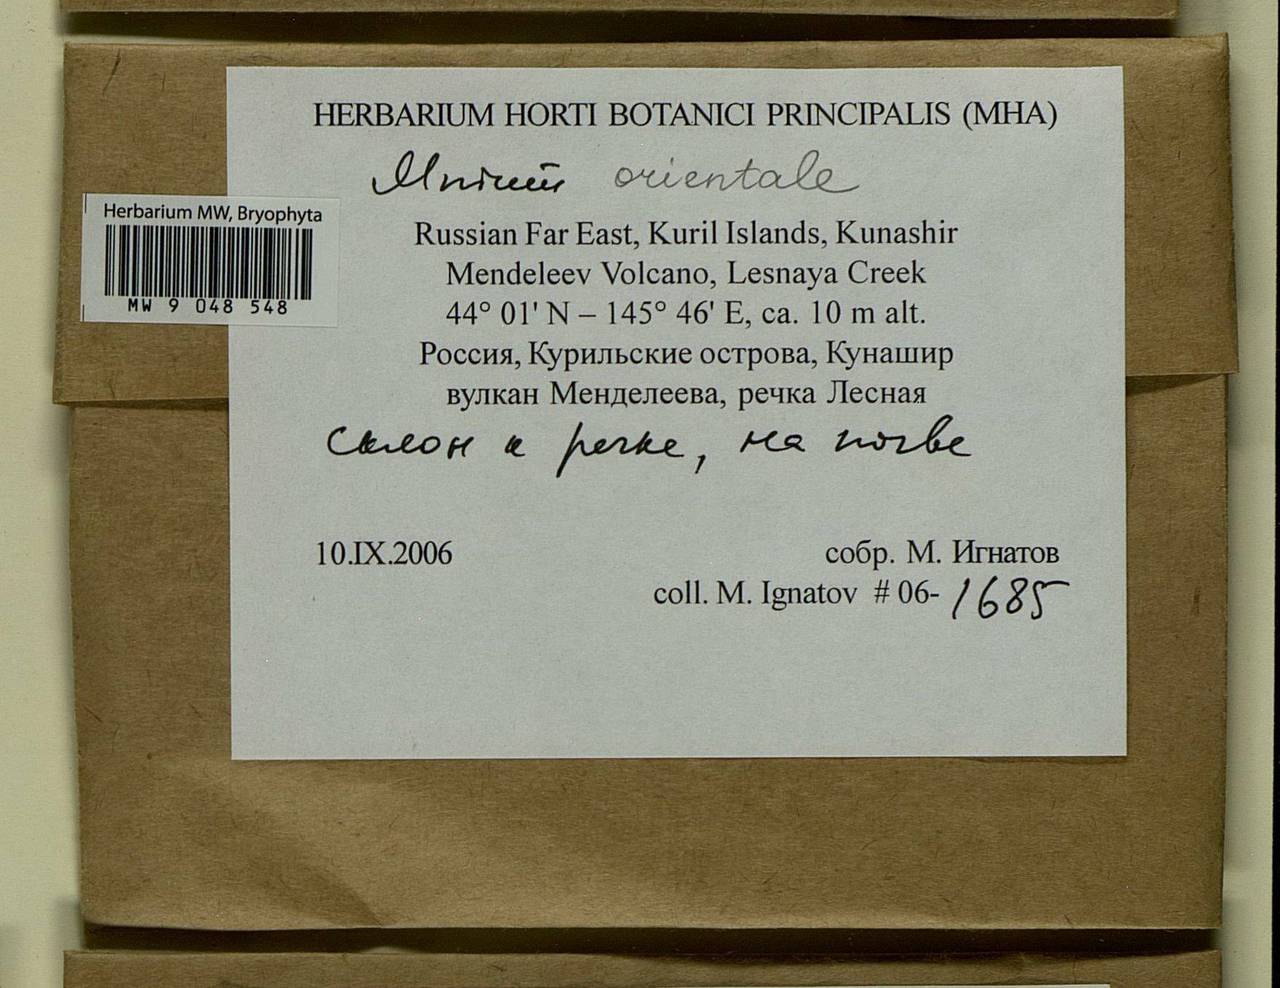 HERBARIUM HORTI BOTANICI PRINCIPALIS (MHA)
Mnium orientale
Herbarium MW, Bryophyta
MW 9 048 548
Russian Far East, Kuril Islands, Kunashir
Mendeleev Volcano, Lesnaya Creek
44° 01' N – 145° 46' E, ca. 10 m alt.
Россия, Курильские острова, Кунашир
вулкан Менделеева, речка Лесная
склон к речке, на почве
10.IX.2006
собр. М. Игнатов
coll. M. Ignatov # 06- 1685